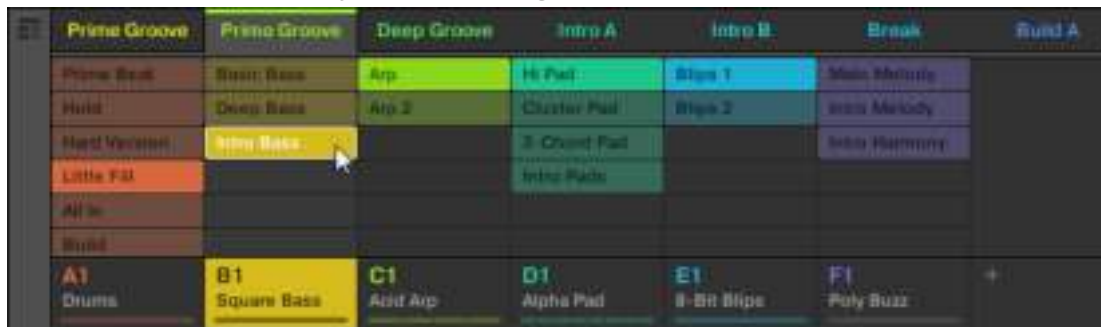 Prime Groove Prime Groove Deep Groove Intro A Intro B Break Build A
Prime Beat Basic Bass Arp Hi Pad Blips 1 Main Melody
Hold Deep Bass Arp 2 Cluster Pad Blips 2 Intro Melody
Hard Version Intro Bass 3-Chord Pad Intro Harmony
Little Fill Intro Pads
All In
Build
A1 B1 C1 D1 E1 F1 +
Drums Square Bass Acid Arp Alpha Pad 8-Bit Blips Poly Buzz